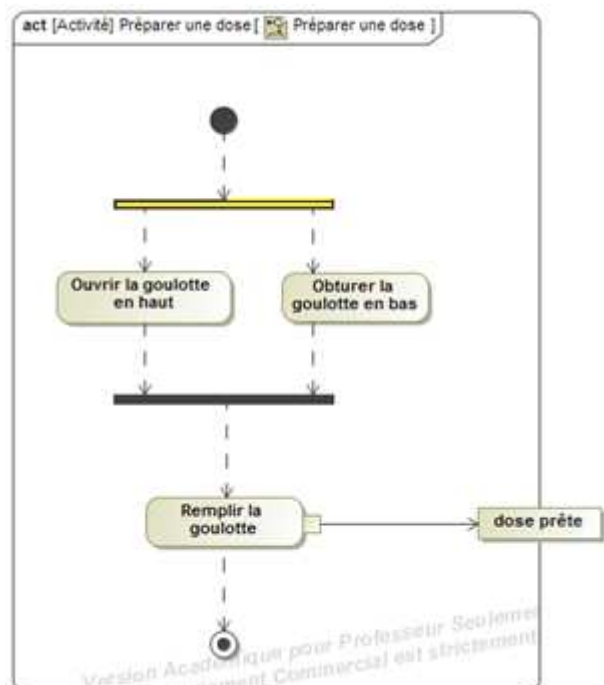 act [Activité] Préparer une dose [ Préparer une dose ]
Ouvrir la goulotte
en haut
Obturer la
goulotte en bas
Remplir la
goulotte
dose prête
Version Académique pour Professeur Seulement
Commercial est strictement